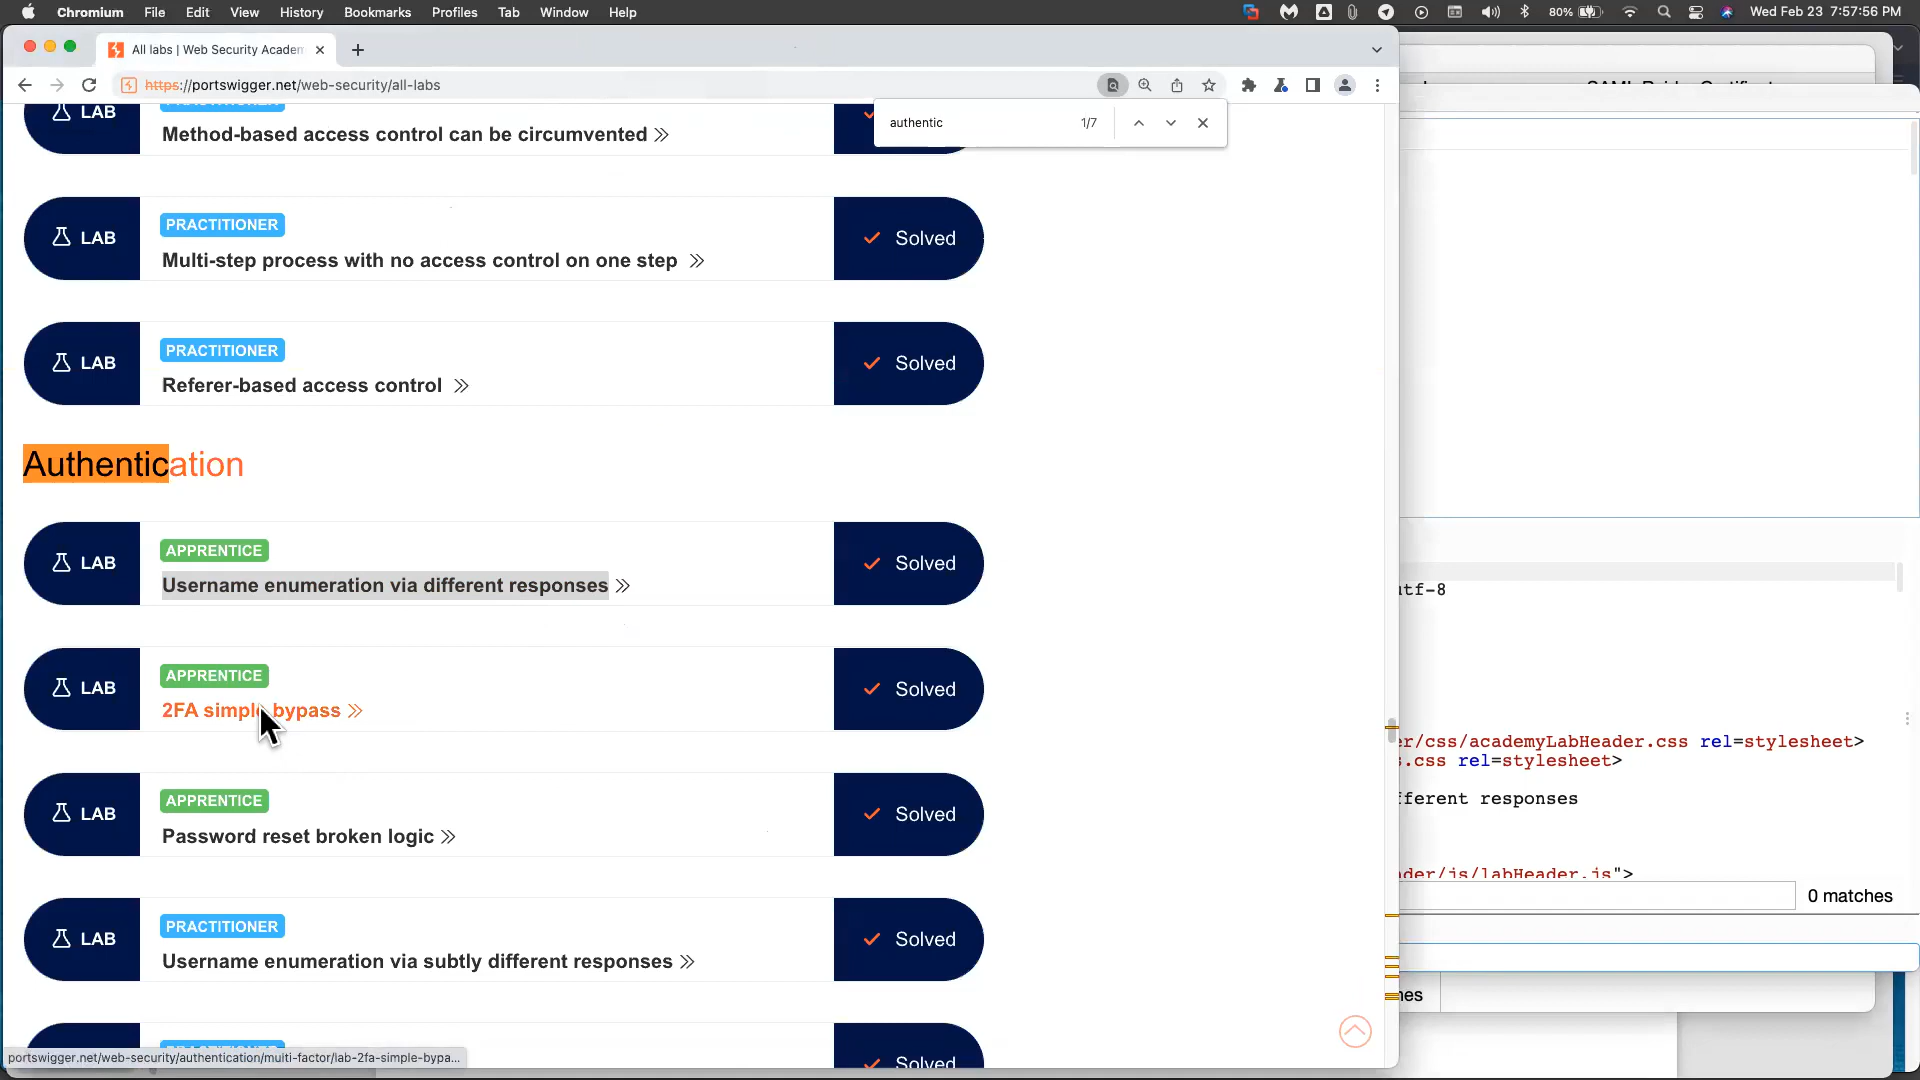 Chromium File Edit View History Bookmarks Profiles Tab Window Help
80% Wed Feb 23 7:57:56 PM
All labs | Web Security Academ
https://portswigger.net/web-security/all-labs
authentic 1/7
LAB
Method-based access control can be circumvented
LAB
PRACTITIONER
Multi-step process with no access control on one step
Solved
LAB
PRACTITIONER
Referer-based access control
Solved
Authentication
LAB
APPRENTICE
Username enumeration via different responses
Solved
LAB
APPRENTICE
2FA simple bypass
Solved
LAB
APPRENTICE
Password reset broken logic
Solved
LAB
PRACTITIONER
Username enumeration via subtly different responses
Solved
Solved
portswigger.net/web-security/authentication/multi-factor/lab-2fa-simple-bypa...
utf-8
er/css/academyLabHeader.css rel=stylesheet>
s.css rel=stylesheet>
fferent responses
ader/js/labHeader.js">
0 matches